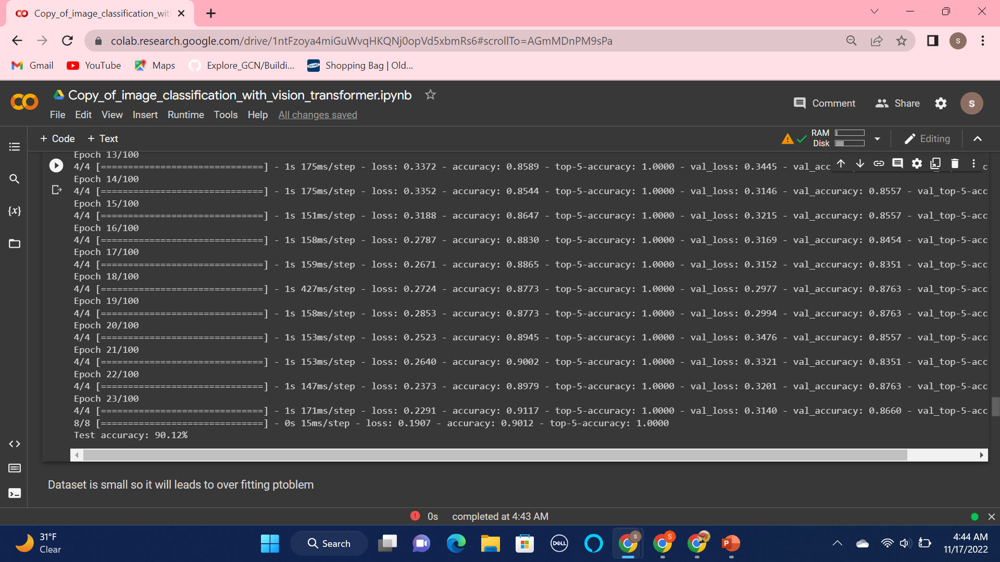 Copy_of_image_classification_wit
colab.research.google.com/drive/1ntFzoya4miGuWvqHKQNj0opVd5xbmRs6#scrollTo=AGmMDnPM9sPa
S
Gmail YouTube Maps Explore_GCN/Buildi... Shopping Bag | Old...
Copy_of_image_classification_with_vision_transformer.ipynb
Comment Share S
File Edit View Insert Runtime Tools Help All changes saved
+ Code + Text RAM Disk Editing
Epoch 13/100
4/4 [==============================] - 1s 175ms/step - loss: 0.3372 - accuracy: 0.8589 - top-5-accuracy: 1.0000 - val_loss: 0.3445 - val_acc
Epoch 14/100
4/4 [==============================] - 1s 175ms/step - loss: 0.3352 - accuracy: 0.8544 - top-5-accuracy: 1.0000 - val_loss: 0.3146 - val_accuracy: 0.8557 - val_top-5-acc
Epoch 15/100
4/4 [==============================] - 1s 151ms/step - loss: 0.3188 - accuracy: 0.8647 - top-5-accuracy: 1.0000 - val_loss: 0.3215 - val_accuracy: 0.8557 - val_top-5-acc
Epoch 16/100
4/4 [==============================] - 1s 158ms/step - loss: 0.2787 - accuracy: 0.8830 - top-5-accuracy: 1.0000 - val_loss: 0.3169 - val_accuracy: 0.8454 - val_top-5-acc
Epoch 17/100
4/4 [==============================] - 1s 159ms/step - loss: 0.2671 - accuracy: 0.8865 - top-5-accuracy: 1.0000 - val_loss: 0.3152 - val_accuracy: 0.8351 - val_top-5-acc
Epoch 18/100
4/4 [==============================] - 1s 427ms/step - loss: 0.2724 - accuracy: 0.8773 - top-5-accuracy: 1.0000 - val_loss: 0.2977 - val_accuracy: 0.8763 - val_top-5-acc
Epoch 19/100
4/4 [==============================] - 1s 158ms/step - loss: 0.2853 - accuracy: 0.8773 - top-5-accuracy: 1.0000 - val_loss: 0.2994 - val_accuracy: 0.8763 - val_top-5-acc
Epoch 20/100
4/4 [==============================] - 1s 153ms/step - loss: 0.2523 - accuracy: 0.8945 - top-5-accuracy: 1.0000 - val_loss: 0.3476 - val_accuracy: 0.8557 - val_top-5-acc
Epoch 21/100
4/4 [==============================] - 1s 153ms/step - loss: 0.2640 - accuracy: 0.9002 - top-5-accuracy: 1.0000 - val_loss: 0.3321 - val_accuracy: 0.8351 - val_top-5-acc
Epoch 22/100
4/4 [==============================] - 1s 147ms/step - loss: 0.2373 - accuracy: 0.8979 - top-5-accuracy: 1.0000 - val_loss: 0.3201 - val_accuracy: 0.8763 - val_top-5-acc
Epoch 23/100
4/4 [==============================] - 1s 171ms/step - loss: 0.2291 - accuracy: 0.9117 - top-5-accuracy: 1.0000 - val_loss: 0.3140 - val_accuracy: 0.8660 - val_top-5-acc
8/8 [==============================] - 0s 15ms/step - loss: 0.1907 - accuracy: 0.9012 - top-5-accuracy: 1.0000
Test accuracy: 90.12%
Dataset is small so it will leads to over fitting ptoblem
0s completed at 4:43 AM
31°F
Clear
Search
DELL
4:44 AM
11/17/2022